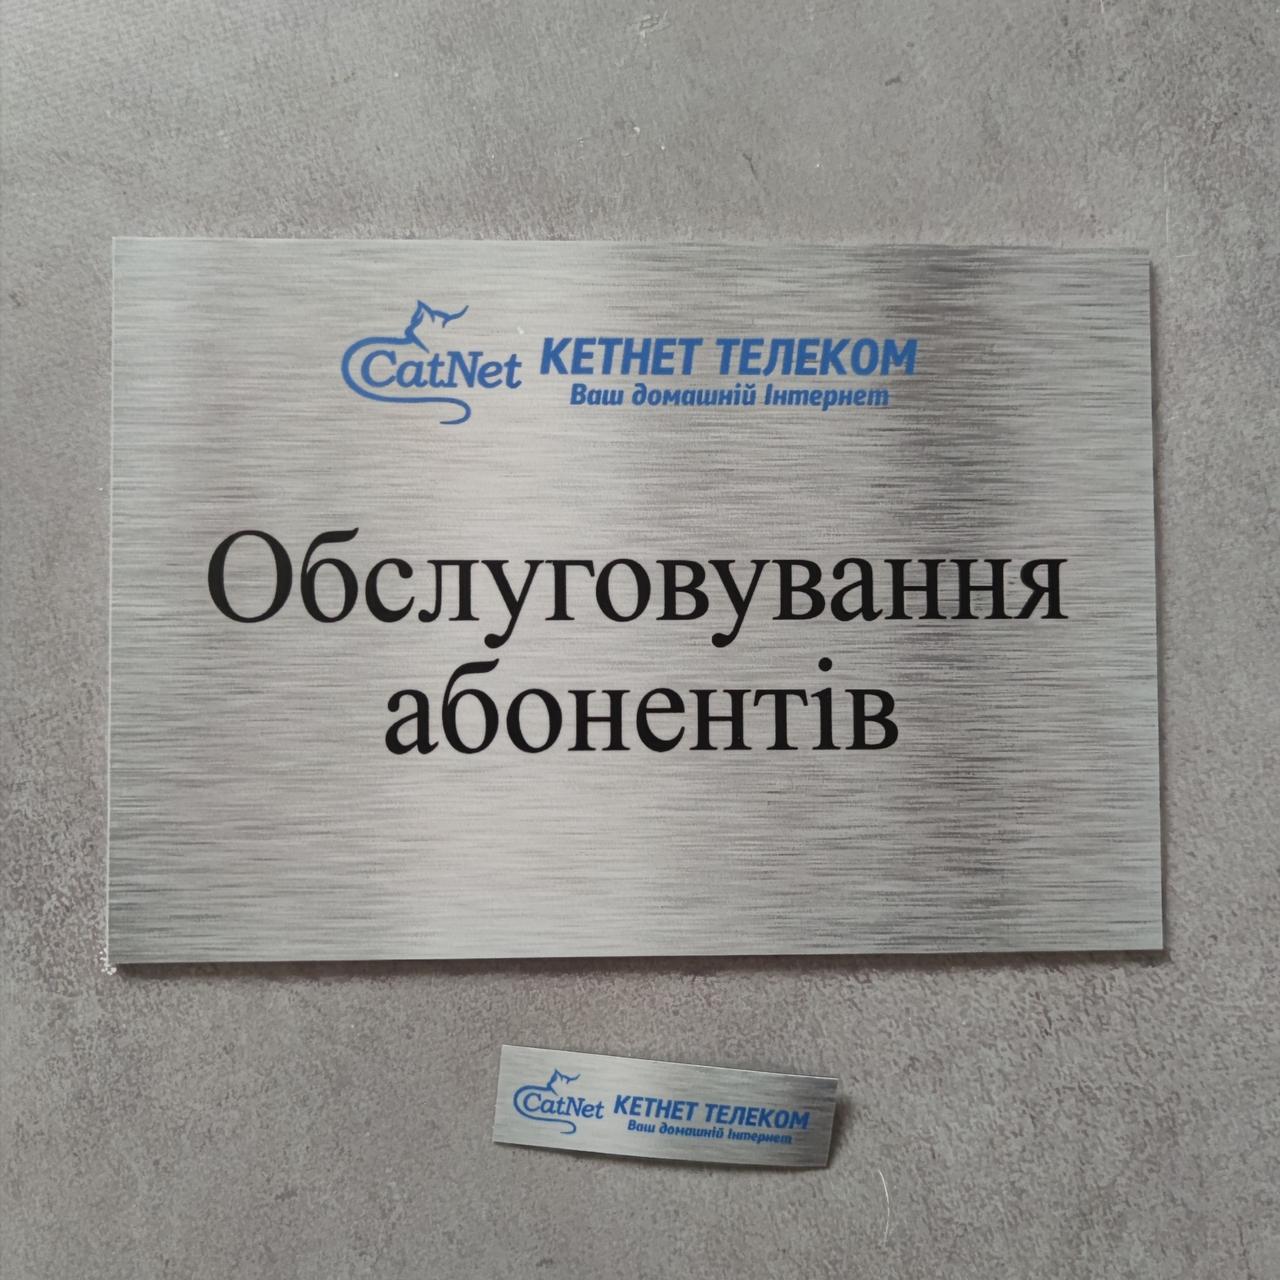 CatNet КЕТНЕТ ТЕЛЕКОМ
Ваш домашній Інтернет
Обслуговування
абонентів
CatNet КЕТНЕТ ТЕЛЕКОМ
Ваш домашній Інтернет